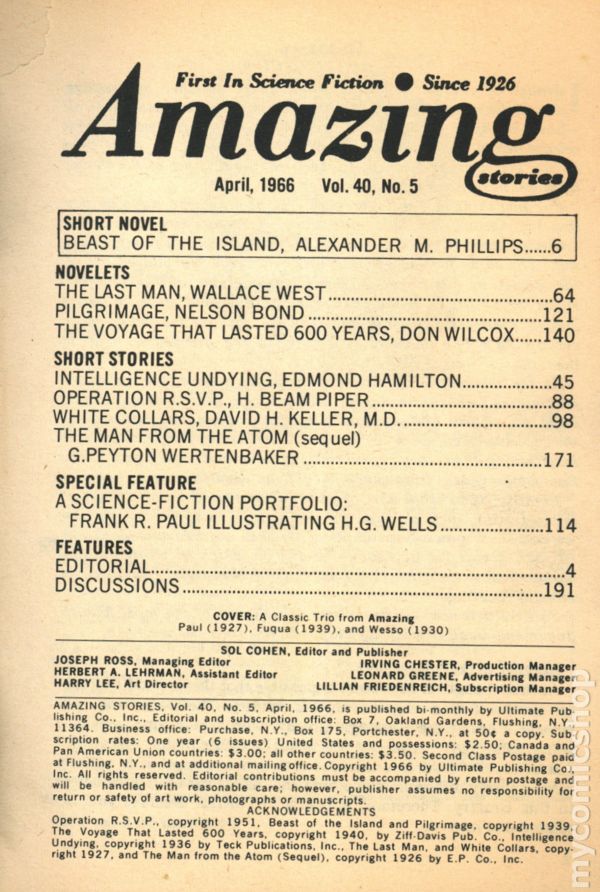 First In Science Fiction ● Since 1926
Amazing
stories
April, 1966 Vol. 40, No. 5
SHORT NOVEL
BEAST OF THE ISLAND, ALEXANDER M. PHILLIPS......6
NOVELETS
THE LAST MAN, WALLACE WEST...............................64
PILGRIMAGE, NELSON BOND.................................121
THE VOYAGE THAT LASTED 600 YEARS, DON WILCOX.....140
SHORT STORIES
INTELLIGENCE UNDYING, EDMOND HAMILTON............45
OPERATION R.S.V.P., H. BEAM PIPER.........................88
WHITE COLLARS, DAVID H. KELLER, M.D. .....................98
THE MAN FROM THE ATOM (sequel)
G.PEYTON WERTENBAKER..................................171
SPECIAL FEATURE
A SCIENCE-FICTION PORTFOLIO:
FRANK R. PAUL ILLUSTRATING H.G. WELLS...............114
FEATURES
EDITORIAL..........................................................4
DISCUSSIONS...................................................191
COVER: A Classic Trio from Amazing
Paul (1927), Fuqua (1939), and Wesso (1930)
SOL COHEN, Editor and Publisher
JOSEPH ROSS, Managing Editor IRVING CHESTER, Production Manager
HERBERT A. LEHRMAN, Assistant Editor LEONARD GREENE, Advertising Manager
HARRY LEE, Art Director LILLIAN FRIEDENREICH, Subscription Manager
AMAZING STORIES, Vol. 40, No. 5, April, 1966, is published bi-monthly by Ultimate Pub-
lishing Co., Inc., Editorial and subscription office: Box 7, Oakland Gardens, Flushing, N.Y.
11364. Business office: Purchase, N.Y., Box 175, Portchester, N.Y., at 50¢ a copy. Sub-
scription rates: One year (6 issues) United States and possessions: $2.50; Canada and
Pan American Union countries: $3.00; all other countries: $3.50. Second Class Postage paid
at Flushing, N.Y., and at additional mailing office. Copyright 1966 by Ultimate Publishing Co.,
Inc. All rights reserved. Editorial contributions must be accompanied by return postage and
will be handled with reasonable care; however, publisher assumes no responsibility for
return or safety of art work, photographs or manuscripts.
ACKNOWLEDGEMENTS
Operation R.S.V.P., copyright 1951, Beast of the Island and Pilgrimage, copyright 1939,
The Voyage That Lasted 600 Years, copyright 1940, by Ziff-Davis Pub. Co., Intelligence
Undying, copyright 1936 by Teck Publications, Inc., The Last Man, and White Collars, copy-
right 1927, and The Man from the Atom (Sequel), copyright 1926 by E.P. Co., Inc.
mycomicshop